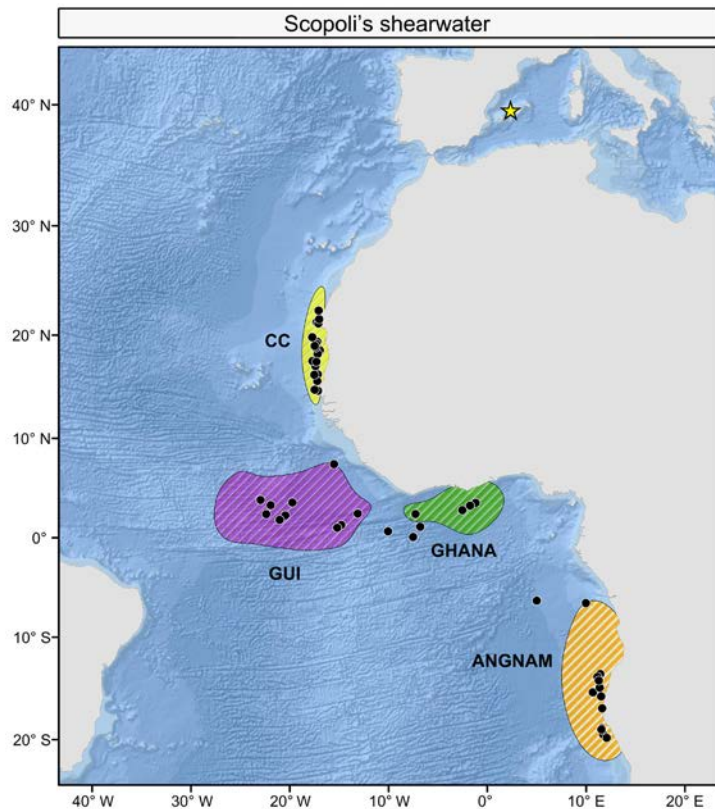 Scopoli's shearwater
40° N
30° N
20° N
CC
10° N
0°
GUI
GHANA
10° S
ANGNAM
20° S
40° W
30° W
20° W
10° W
0°
10° E
20° E